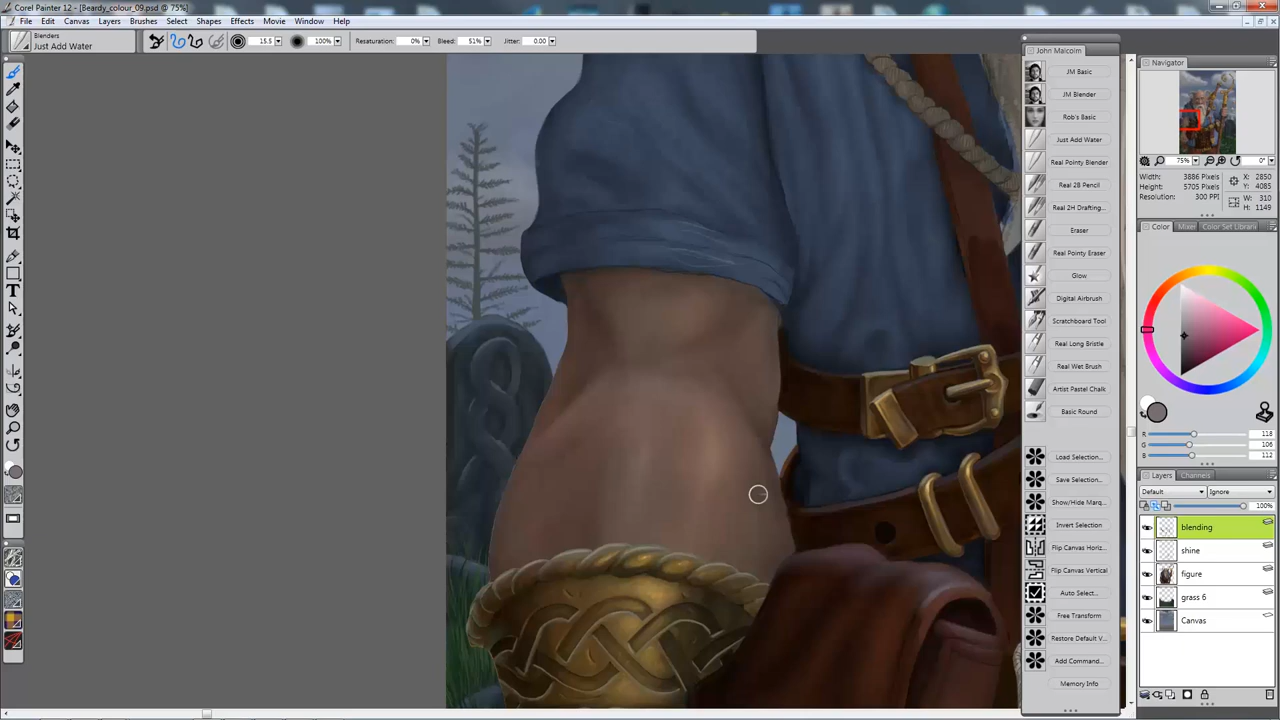 Corel Painter 12 - [Beardy_colour_09.psd @ 75%]
File Edit Canvas Layers Brushes Select Shapes Effects Movie Window Help
Blenders
Just Add Water
15.5 100% Resaturation: 0% Bleed: 51% Jitter: 0.00
John Malcolm
JM Basic
JM Blender
Rob's Basic
Just Add Water
Real Pointy Blender
Real 2B Pencil
Real 2H Drafting...
Eraser
Real Pointy Eraser
Glow
Digital Airbrush
Scratchboard Tool
Real Long Bristle
Real Wet Brush
Artist Pastel Chalk
Basic Round
Load Selection...
Save Selection...
Show/Hide Marq...
Invert Selection
Flip Canvas Horiz...
Flip Canvas Vertical
Auto Select...
Free Transform
Restore Default V...
Add Command...
Memory Info
Navigator
75% 0°
Width: 3886 Pixels X: 2850
Height: 5705 Pixels Y: 4085
Resolution: 300 PPI W: 310
H: 1149
Color Mixer Color Set Librari
R 118
G 106
B 112
Layers Channels
Default Ignore
100%
blending
shine
figure
grass 6
Canvas